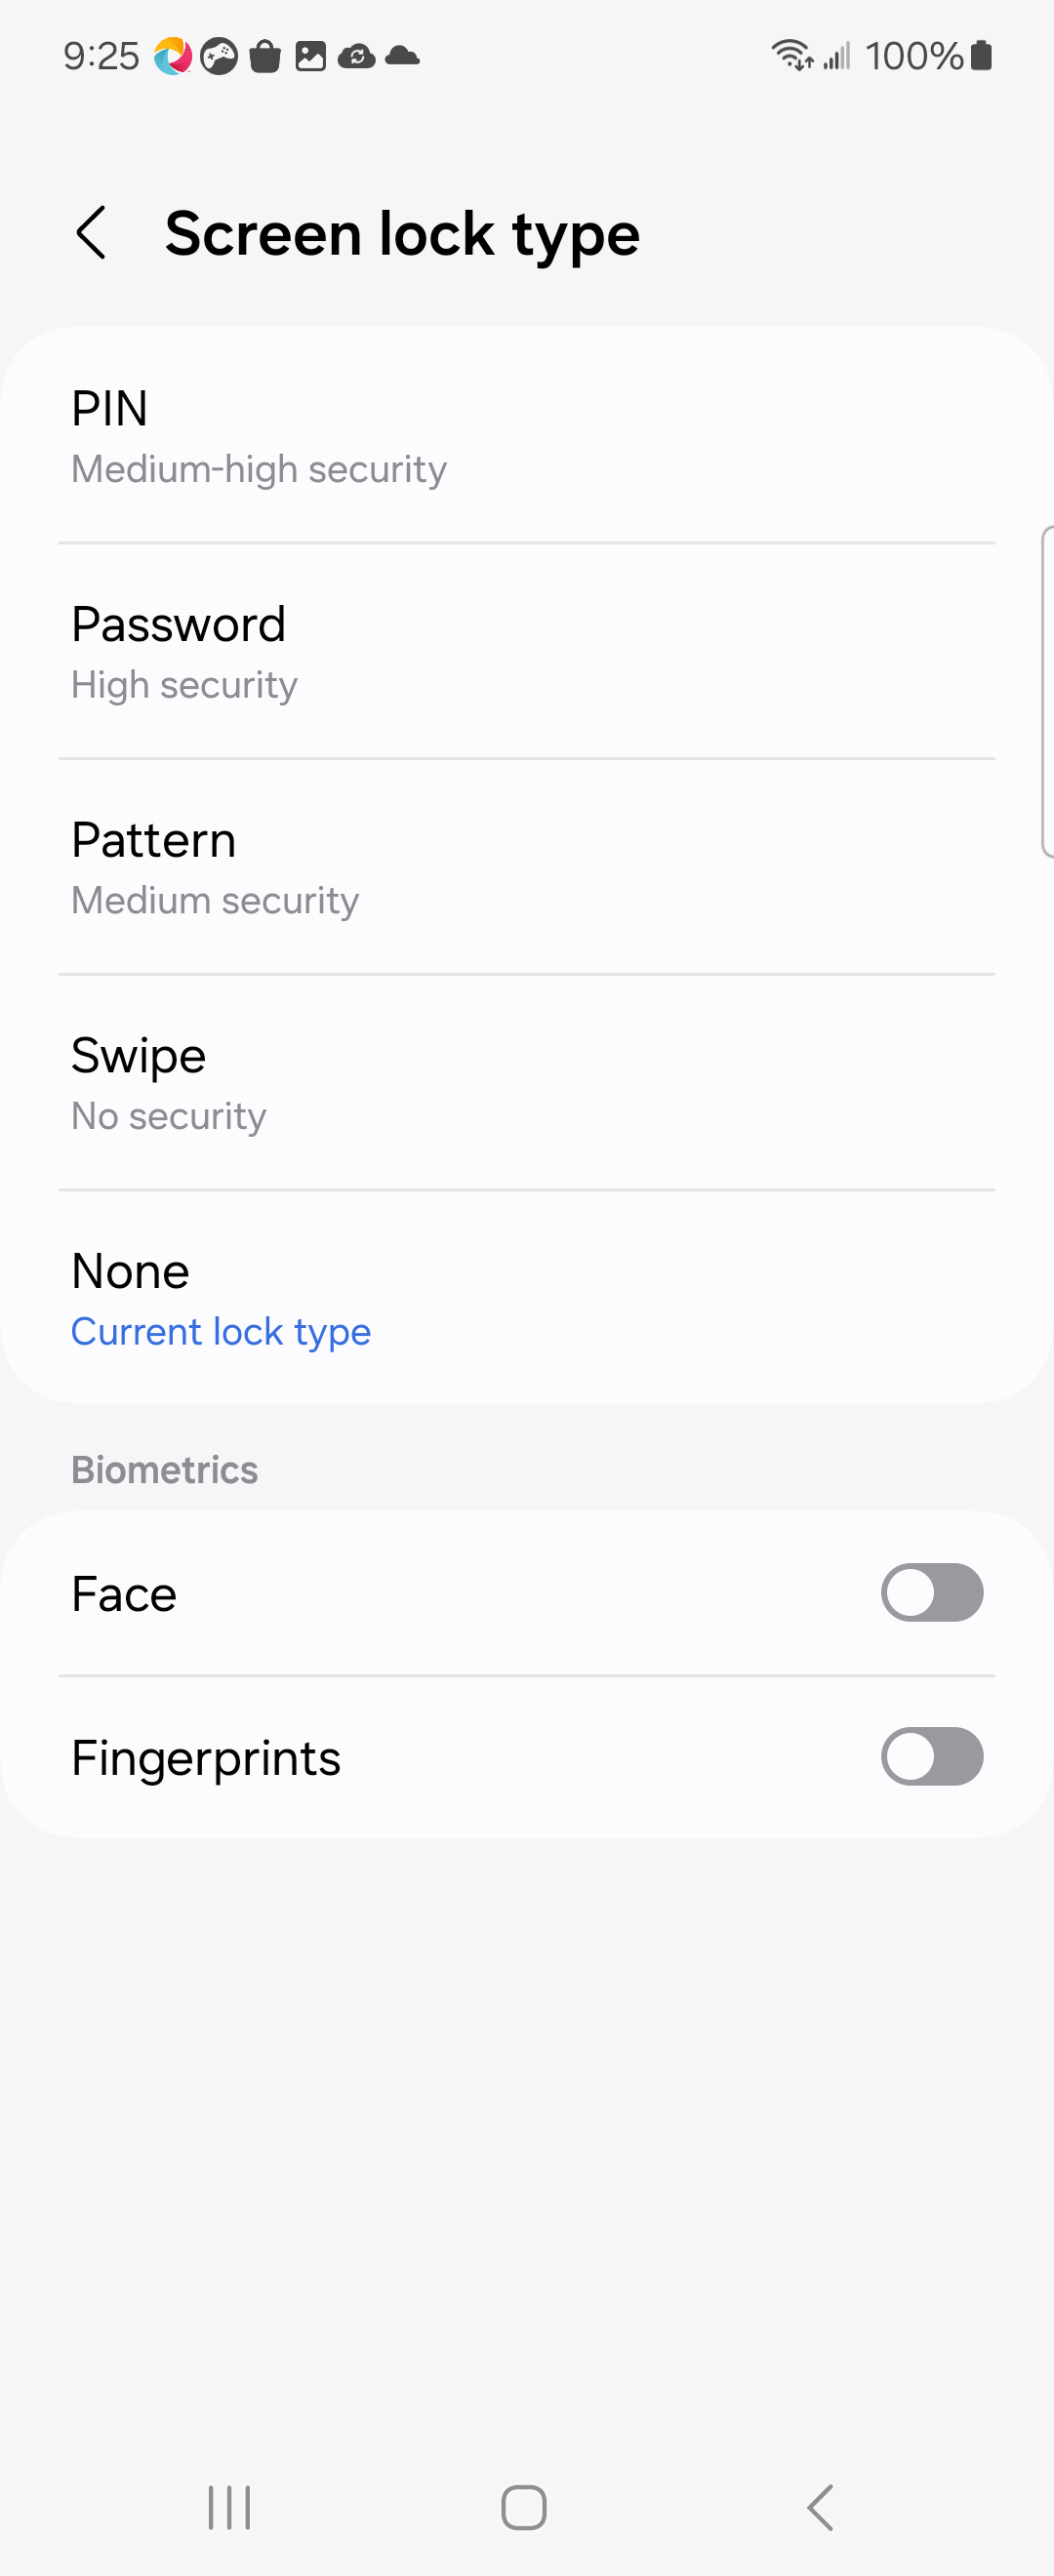 9:25 100%
Screen lock type
PIN
Medium-high security
Password
High security
Pattern
Medium security
Swipe
No security
None
Current lock type
Biometrics
Face
Fingerprints